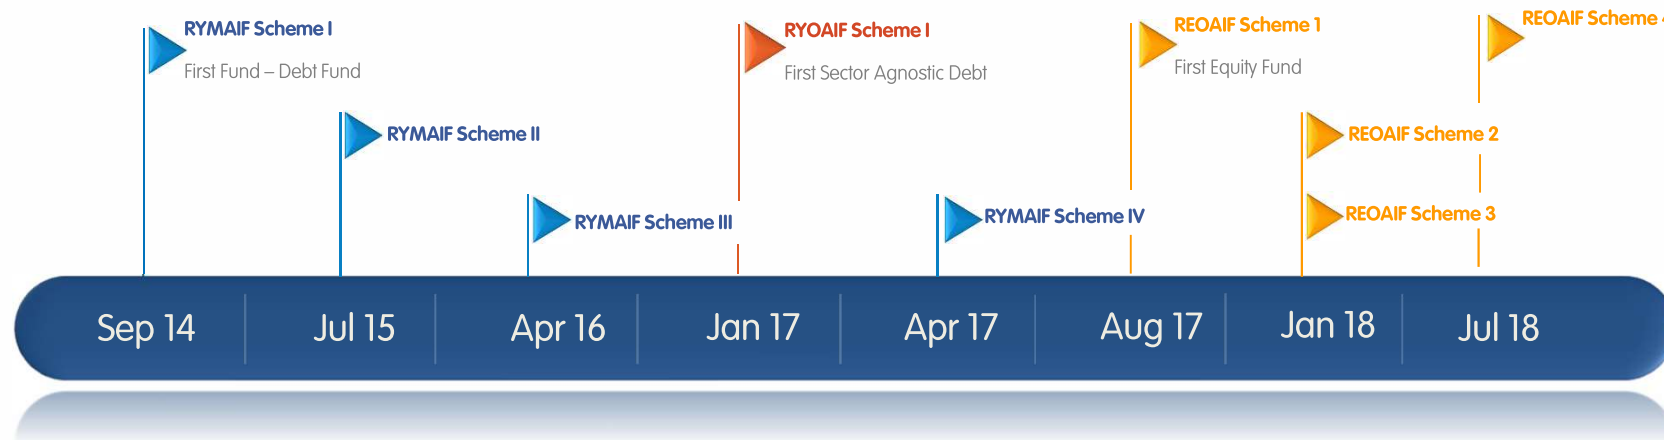 RYMAIF Scheme I
First Fund – Debt Fund
RYMAIF Scheme II
RYMAIF Scheme III
RYOAIF Scheme I
First Sector Agnostic Debt
RYMAIF Scheme IV
REOAIF Scheme 1
First Equity Fund
REOAIF Scheme 2
REOAIF Scheme 3
REOAIF Scheme
Sep 14
Jul 15
Apr 16
Jan 17
Apr 17
Aug 17
Jan 18
Jul 18